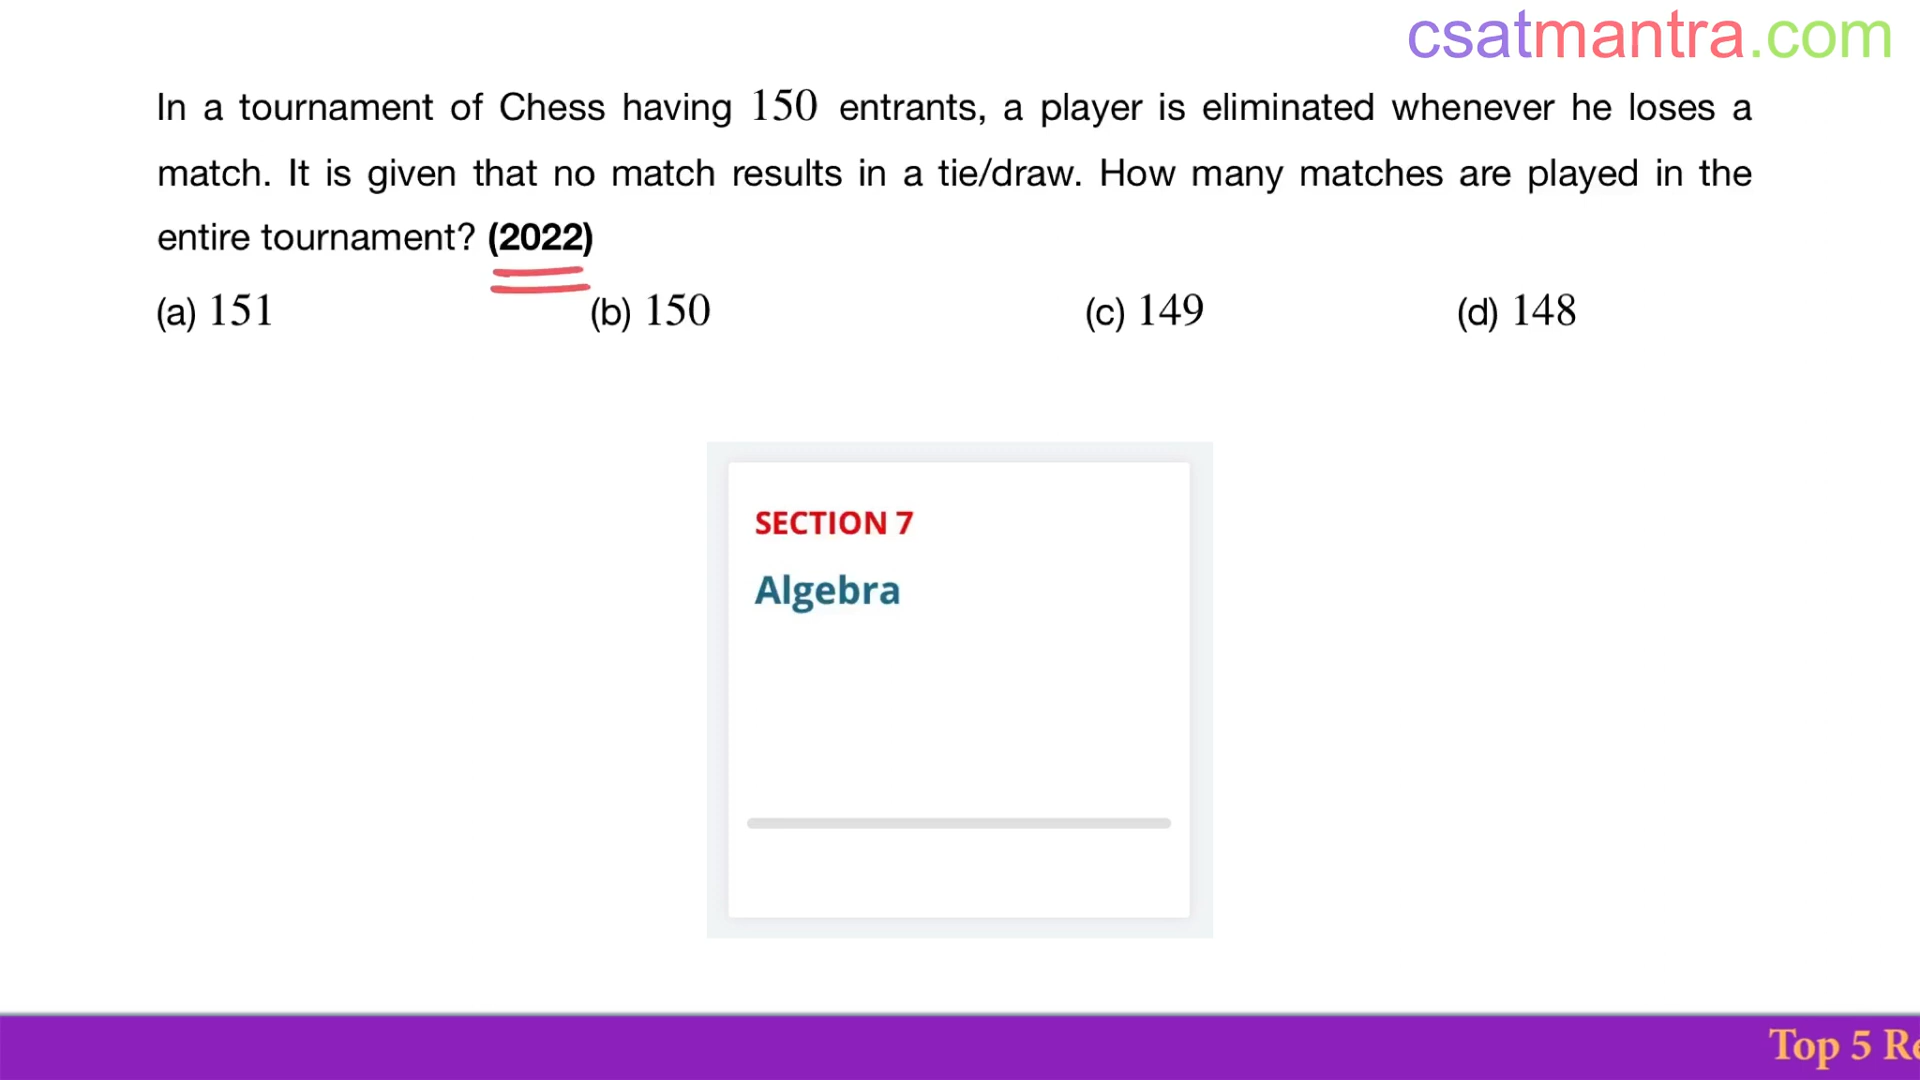 csatmantra.com
In a tournament of Chess having 150 entrants, a player is eliminated whenever he loses a
match. It is given that no match results in a tie/draw. How many matches are played in the
entire tournament? (2022)
(a) 151 (b) 150 (c) 149 (d) 148
SECTION 7
Algebra
Top 5